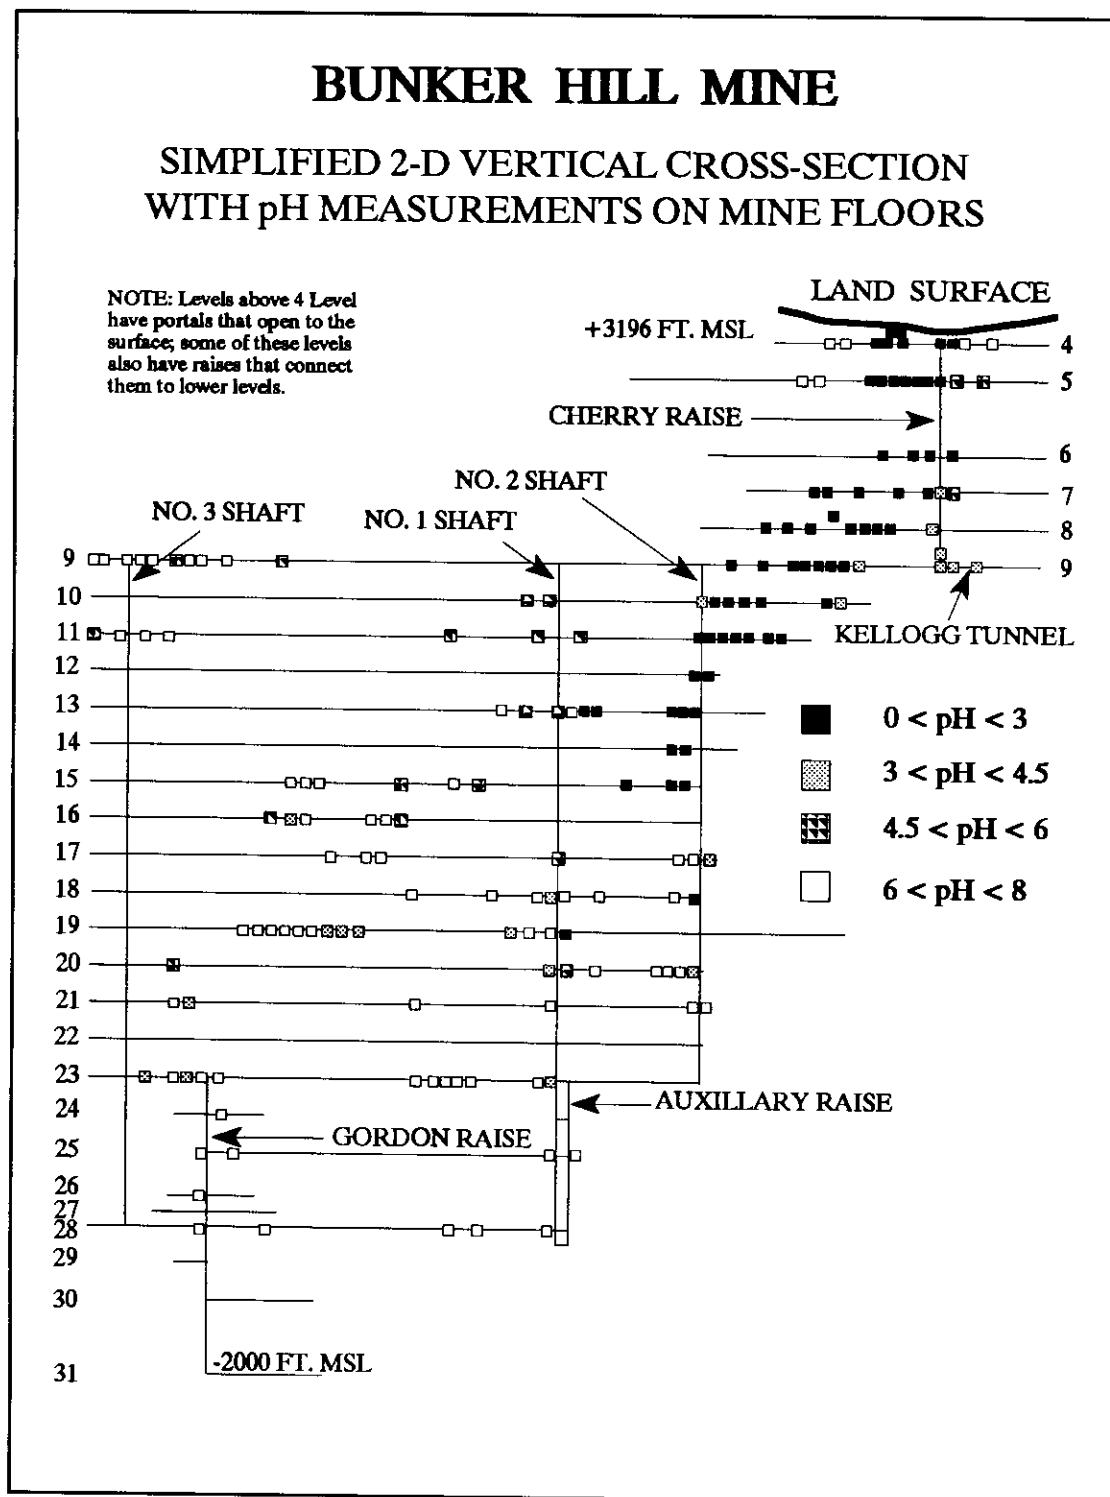 BUNKER HILL MINE
SIMPLIFIED 2-D VERTICAL CROSS-SECTION
WITH pH MEASUREMENTS ON MINE FLOORS
NOTE: Levels above 4 Level
have portals that open to the
surface; some of these levels
also have raises that connect
them to lower levels.
LAND SURFACE
+3196 FT. MSL
4
5
CHERRY RAISE
6
NO. 2 SHAFT
7
NO. 3 SHAFT
NO. 1 SHAFT
8
9
9
10
KELLOGG TUNNEL
11
12
13
0 < pH < 3
14
15
3 < pH < 4.5
16
4.5 < pH < 6
17
18
6 < pH < 8
19
20
21
22
23
AUXILLARY RAISE
24
GORDON RAISE
25
26
27
28
29
30
-2000 FT. MSL
31